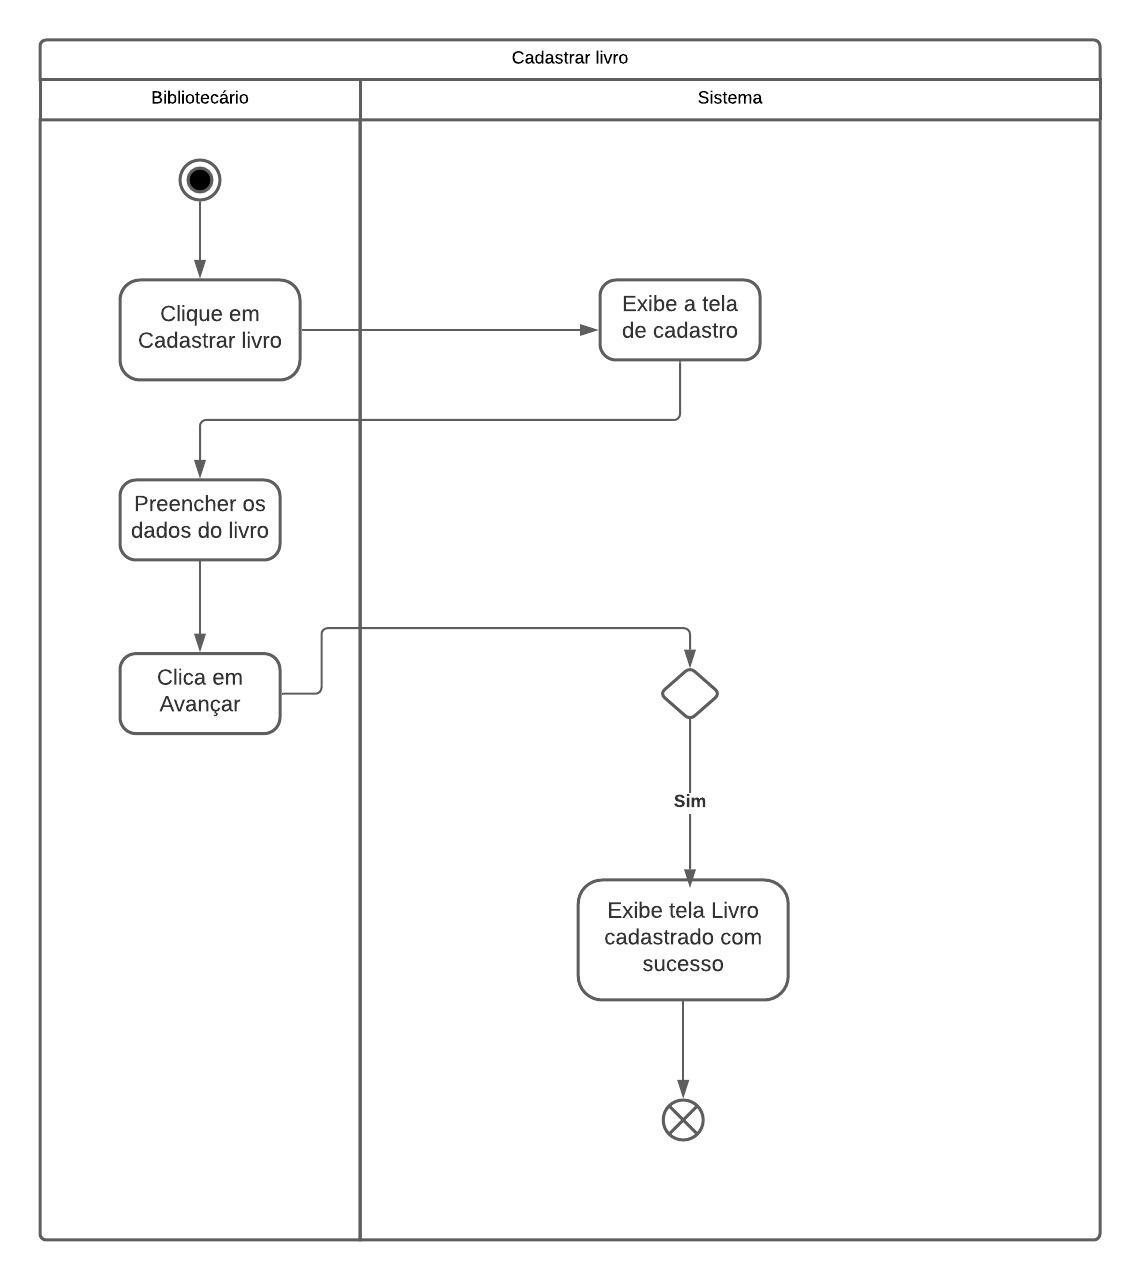 Cadastrar livro
Bibliotecário
Sistema
Clique em
Cadastrar livro
Exibe a tela
de cadastro
Preencher os
dados do livro
Clica em
Avançar
Sim
Exibe tela Livro
cadastrado com
sucesso